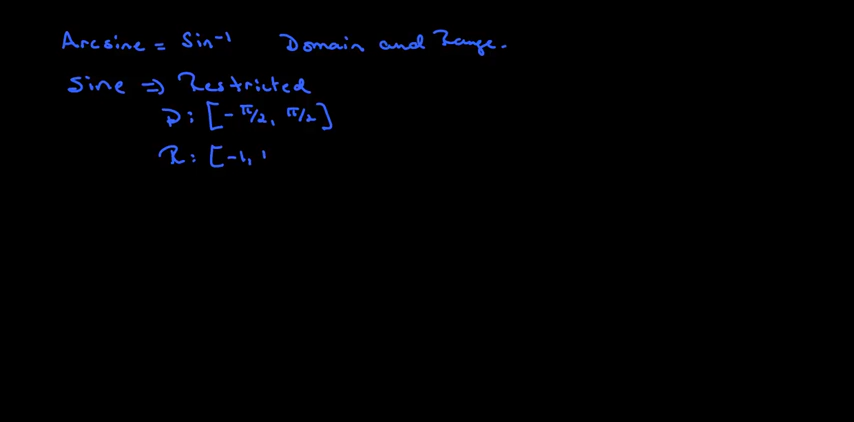 Arcsine = Sin⁻¹ Domain and Range.
Sine ⇒ Restricted
D: [-π/2, π/2]
R: [-1, 1